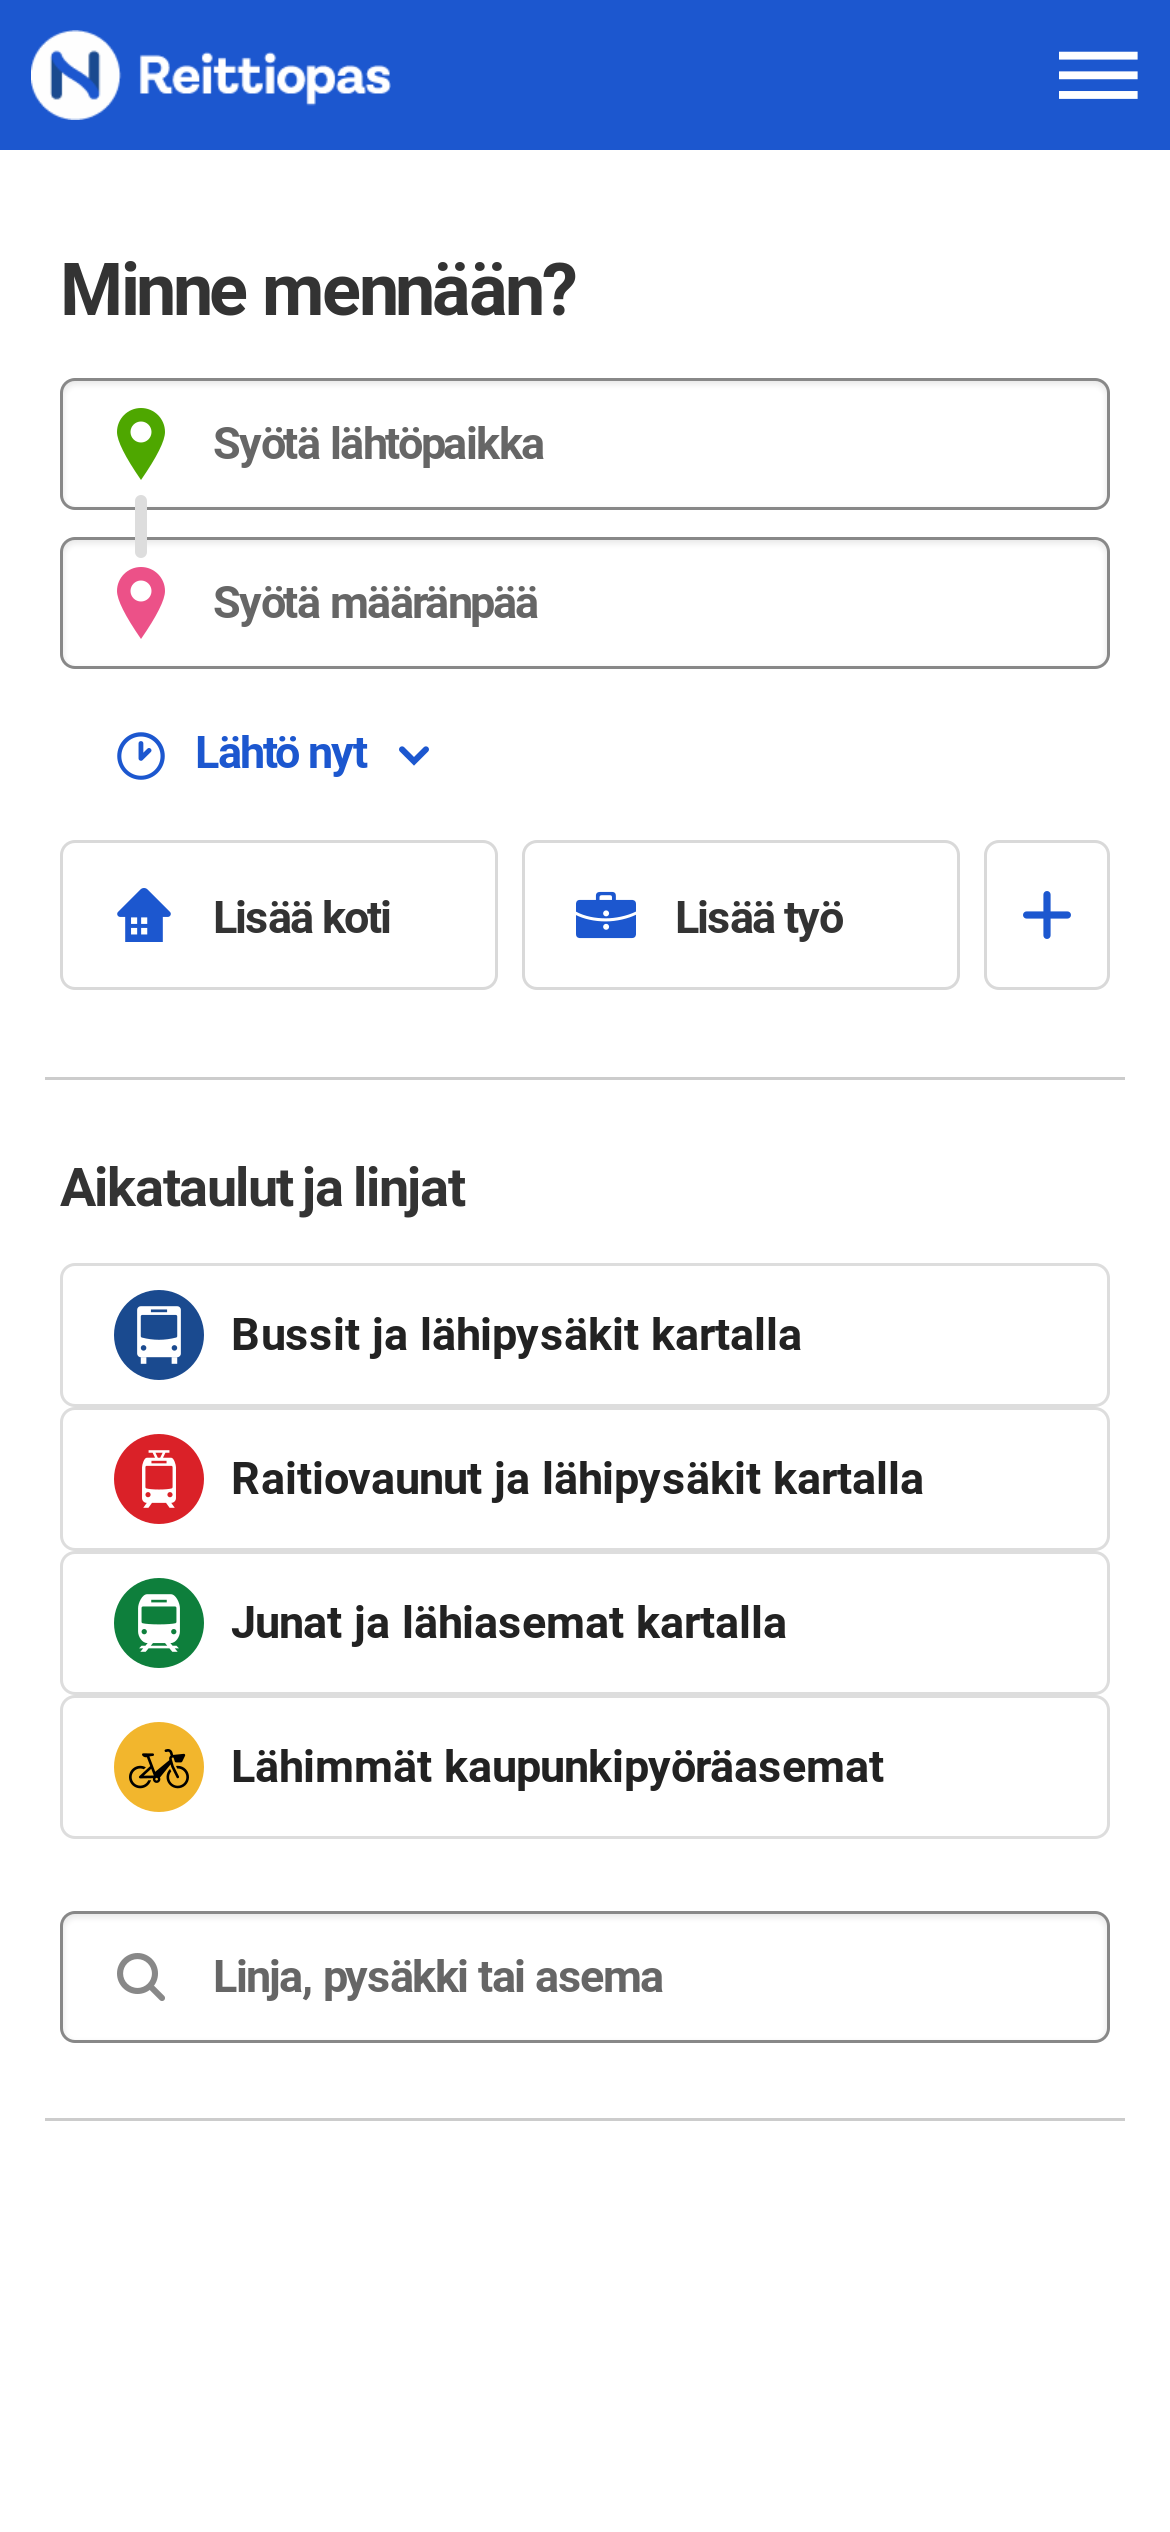 Reittiopas
Minne mennään?
Syötä lähtöpaikka
Syötä määränpää
Lähtö nyt
Lisää koti
Lisää työ
Aikataulut ja linjat
Bussit ja lähipysäkit kartalla
Raitiovaunut ja lähipysäkit kartalla
Junat ja lähiasemat kartalla
Lähimmät kaupunkipyöräasemat
Linja, pysäkki tai asema